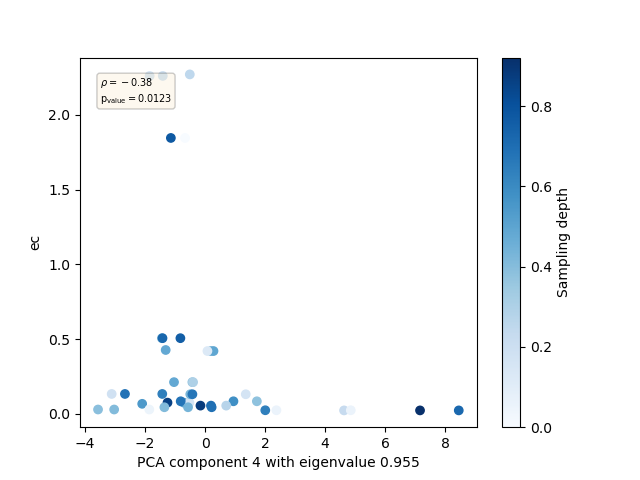 ρ = −0.38
p_value = 0.0123
2.0
1.5
1.0
0.5
0.0
ec
−4 −2 0 2 4 6 8
PCA component 4 with eigenvalue 0.955
0.8
0.6
0.4
0.2
0.0
Sampling depth